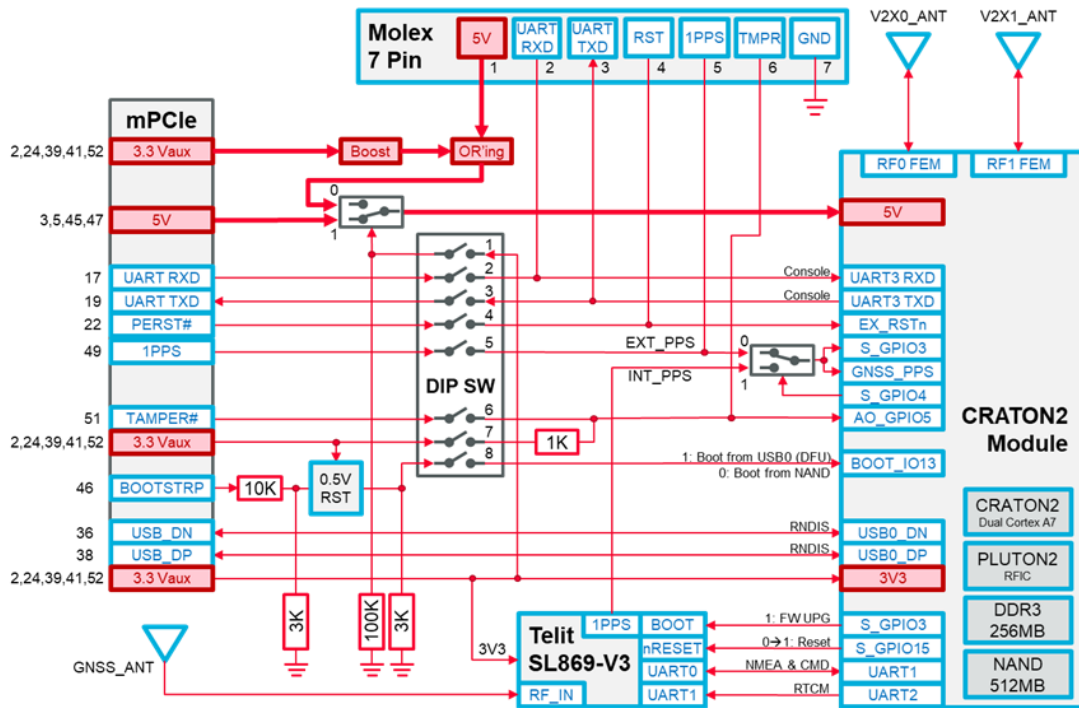 V2X0_ANT V2X1_ANT
Molex
7 Pin
5V
UART
RXD
UART
TXD
RST
1PPS
TMPR
GND
1 2 3 4 5 6 7
mPCIe
2,24,39,41,52 3.3 Vaux
Boost
OR'ing
RF0 FEM RF1 FEM
0
1
3,5,45,47 5V
5V
17 UART RXD
19 UART TXD
22 PERST#
49 1PPS
51 TAMPER#
2,24,39,41,52 3.3 Vaux
46 BOOTSTRP
36 USB_DN
38 USB_DP
2,24,39,41,52 3.3 Vaux
1
2
3
4
5
DIP SW
6
7
8
10K
0.5V
RST
1K
3K
100K
3K
Console
Console
EXT_PPS
INT_PPS
0
1
1: Boot from USB0 (DFU)
0: Boot from NAND
RNDIS
RNDIS
UART3 RXD
UART3 TXD
EX_RSTn
S_GPIO3
GNSS_PPS
S_GPIO4
AO_GPIO5
BOOT_IO13
USB0_DN
USB0_DP
3V3
S_GPIO3
S_GPIO15
UART1
UART2
CRATON2
Module
CRATON2
Dual Cortex A7
PLUTON2
RFIC
DDR3
256MB
NAND
512MB
GNSS_ANT
3V3
Telit
SL869-V3
1PPS BOOT
nRESET
UART0
RF_IN UART1
1: FW UPG
0→1: Reset
NMEA & CMD
RTCM